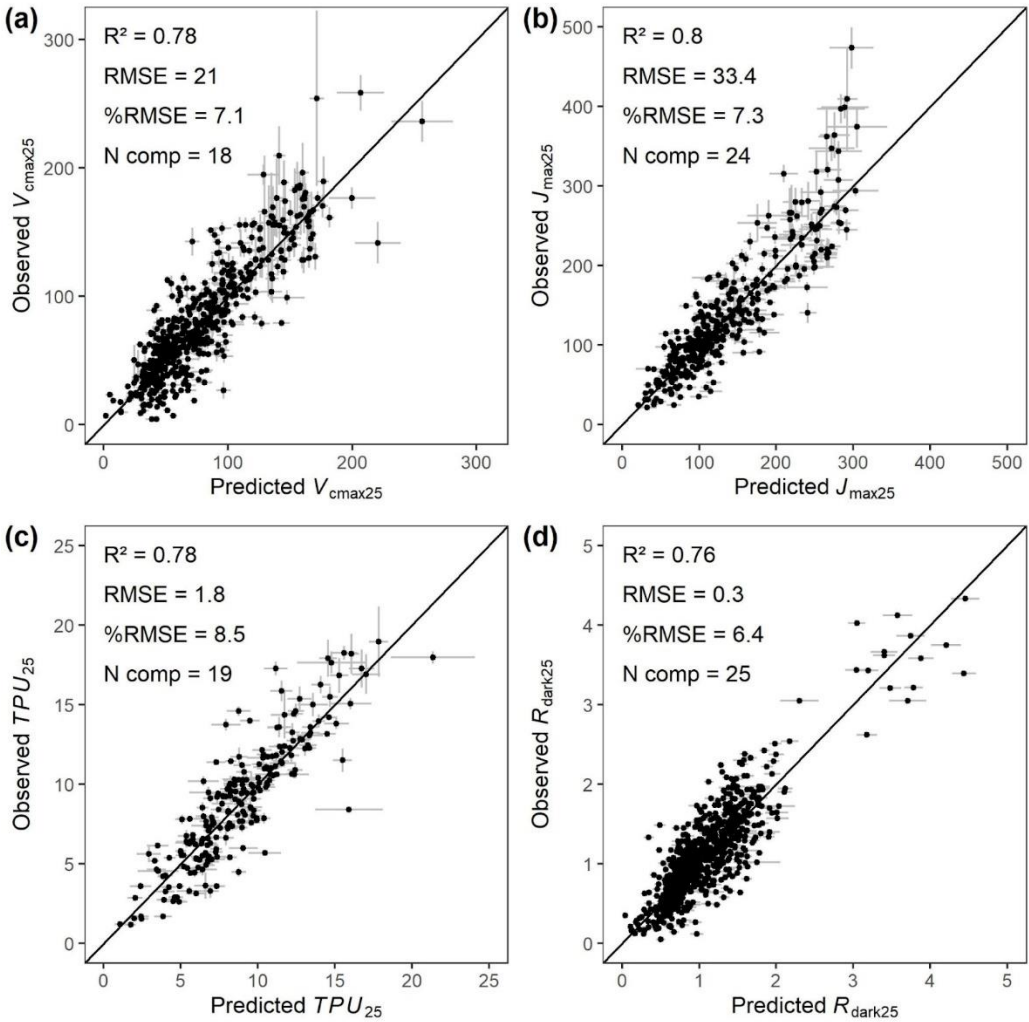 (a)
R² = 0.78
RMSE = 21
%RMSE = 7.1
N comp = 18
Observed Vcmax25
300
200
100
0
0 100 200 300
Predicted Vcmax25
(b)
R² = 0.8
RMSE = 33.4
%RMSE = 7.3
N comp = 24
Observed Jmax25
500
400
300
200
100
0
0 100 200 300 400 500
Predicted Jmax25
(c)
R² = 0.78
RMSE = 1.8
%RMSE = 8.5
N comp = 19
Observed TPU25
25
20
15
10
5
0
0 5 10 15 20 25
Predicted TPU25
(d)
R² = 0.76
RMSE = 0.3
%RMSE = 6.4
N comp = 25
Observed Rdark25
5
4
3
2
1
0
0 1 2 3 4 5
Predicted Rdark25